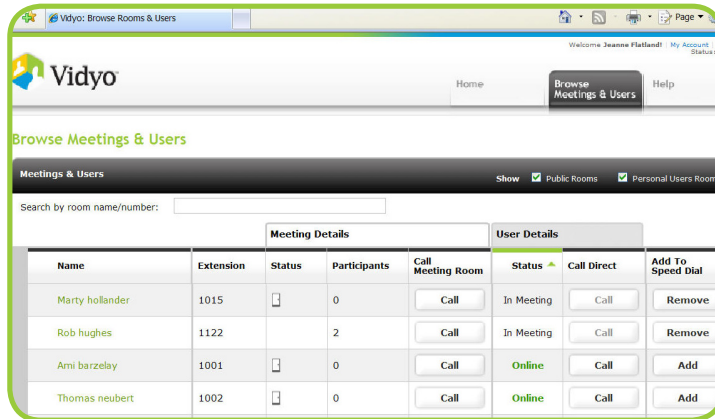 Vidyo: Browse Rooms & Users
Page
Welcome Jeanne Flatland! | My Account |
Status:
Vidyo
Home
Browse
Meetings & Users
Help
Browse Meetings & Users
Meetings & Users
Show Public Rooms Personal Users Room
Search by room name/number:
Meeting Details User Details
Name Extension Status Participants Call Meeting Room Status Call Direct Add To Speed Dial
Marty hollander 1015 0 Call In Meeting Call Remove
Rob hughes 1122 2 Call In Meeting Call Remove
Ami barzelay 1001 0 Call Online Call Add
Thomas neubert 1002 0 Call Online Call Add